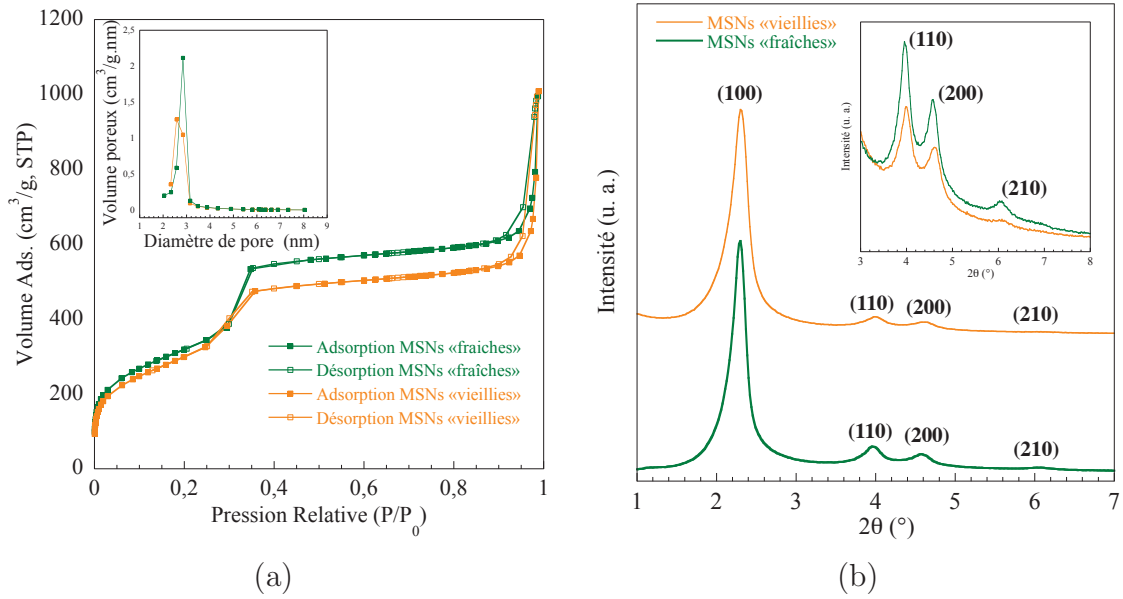 1200
1000
800
600
400
200
0
Volume Ads. (cm³/g, STP)
0
0,2
0,4
0,6
0,8
1
Pression Relative (P/P₀)
2,5
2
1,5
1
0,5
0
Volume poreux (cm³/g.nm)
1 2 3 4 5 6 7 8 9
Diamètre de pore (nm)
Adsorption MSNs «fraiches»
Désorption MSNs «fraîches»
Adsorption MSNs «vieillies»
Désorption MSNs «vieillies»
(a)
MSNs «vieilles»
MSNs «fraîches»
Intensité (u. a.)
(100)
(110)
(200)
(210)
(110)
(200)
(210)
1 2 3 4 5 6 7
2θ (°)
(110)
(200)
(210)
Intensité (u. a.)
3 4 5 6 7 8
2θ (°)
(b)